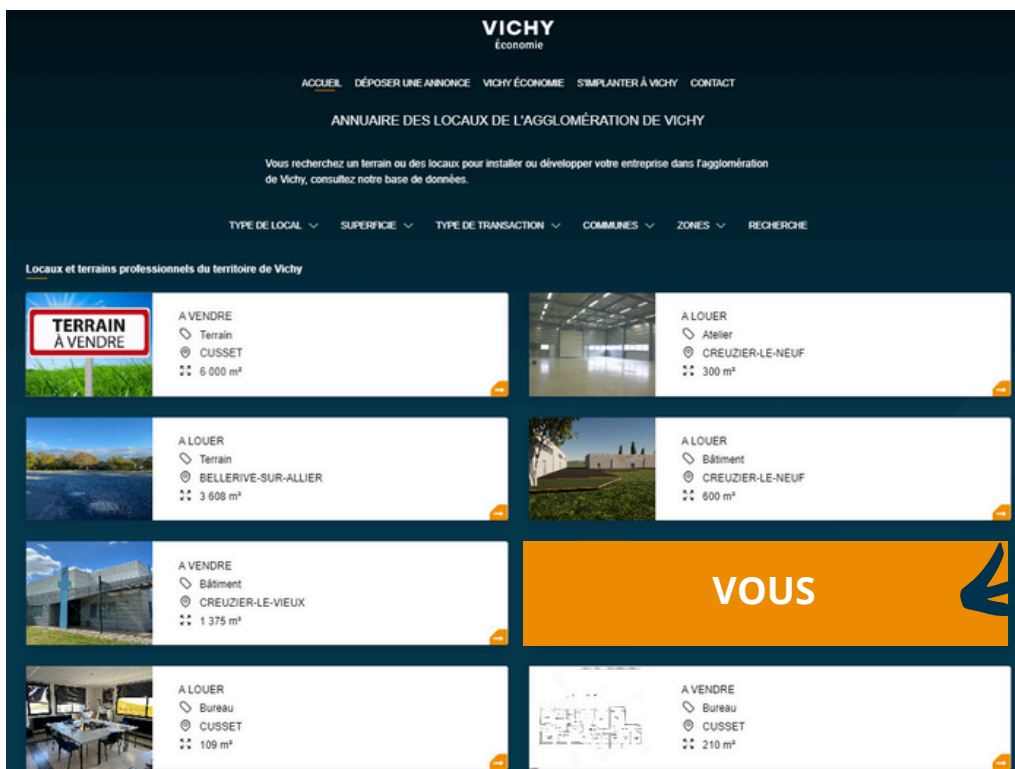 VICHY
Économie
ACCUEIL DÉPOSER UNE ANNONCE VICHY ÉCONOMIE S'IMPLANTER À VICHY CONTACT
ANNUAIRE DES LOCAUX DE L'AGGLOMÉRATION DE VICHY
Vous recherchez un terrain ou des locaux pour installer ou développer votre entreprise dans l'agglomération
de Vichy, consultez notre base de données.
TYPE DE LOCAL SUPERFICIE TYPE DE TRANSACTION COMMUNES ZONES RECHERCHE
Locaux et terrains professionnels du territoire de Vichy
TERRAIN
À VENDRE
A VENDRE
Terrain
CUSSET
6 000 m²
A LOUER
Atelier
CREUZIER-LE-NEUF
300 m²
A LOUER
Terrain
BELLERIVE-SUR-ALLIER
3 608 m²
A LOUER
Bâtiment
CREUZIER-LE-NEUF
600 m²
A VENDRE
Bâtiment
CREUZIER-LE-VIEUX
1 375 m²
VOUS
A LOUER
Bureau
CUSSET
109 m²
A VENDRE
Bureau
CUSSET
210 m²